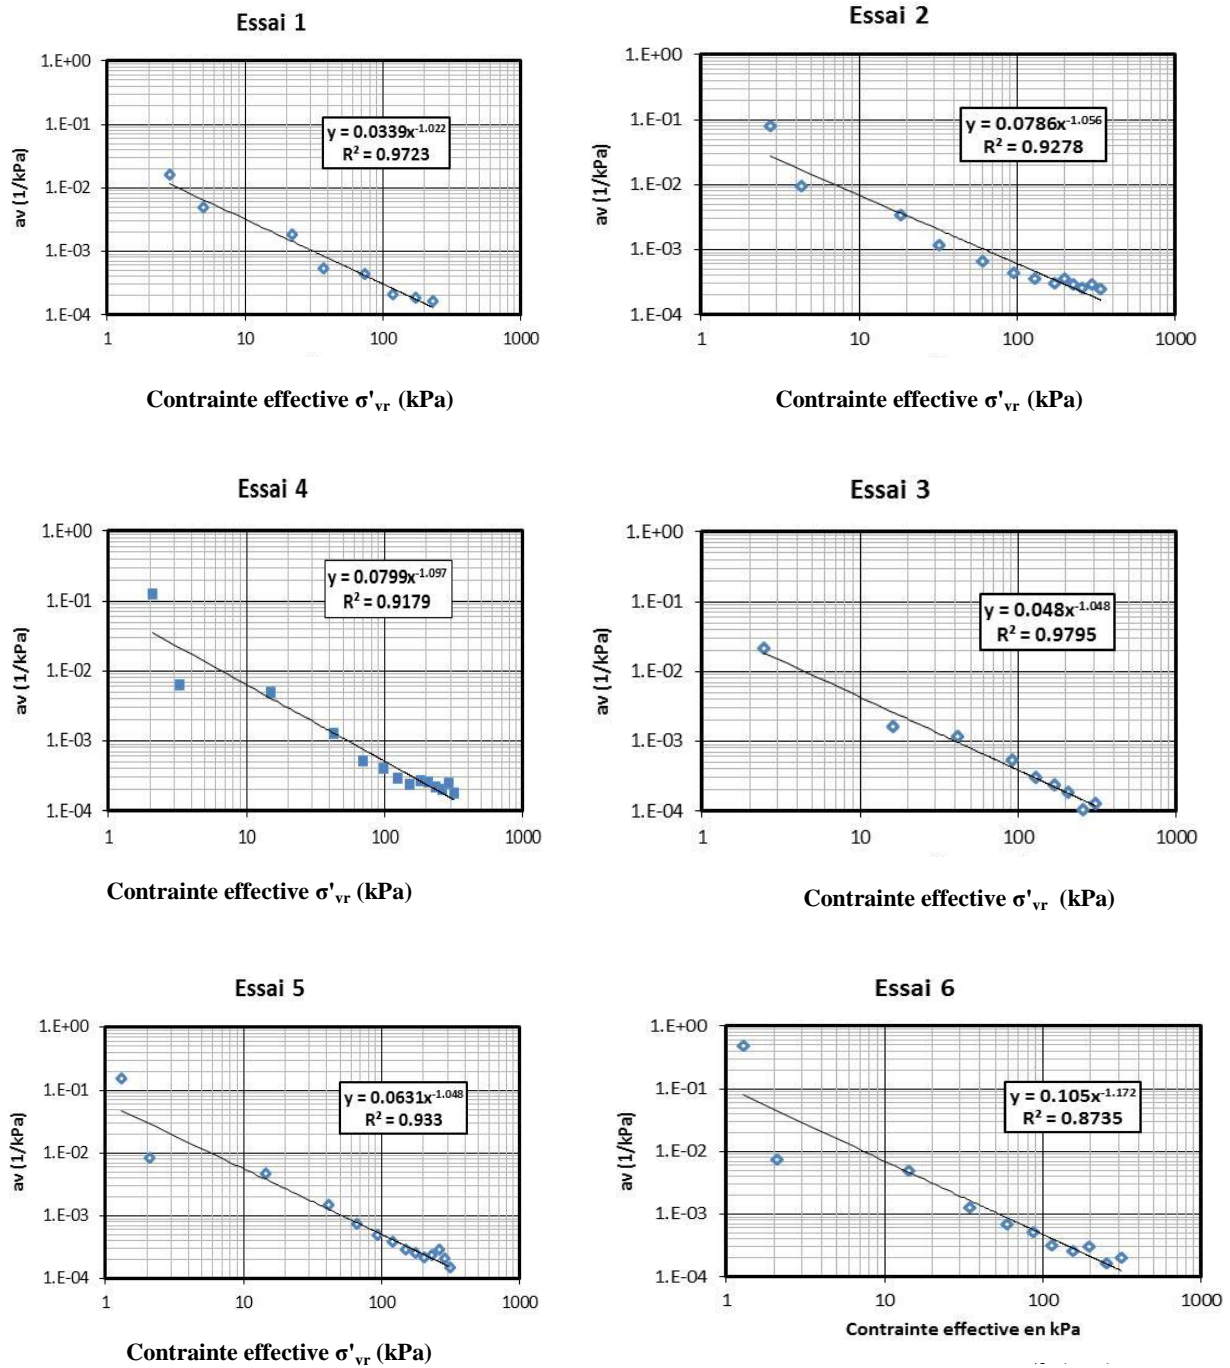 Essai 1
1.E+00
1.E-01
1.E-02
1.E-03
1.E-04
av (1/kPa)
y = 0.0339x-1.022
R² = 0.9723
1 10 100 1000
Contrainte effective σ'vr (kPa)
Essai 2
1.E+00
1.E-01
1.E-02
1.E-03
1.E-04
av (1/kPa)
y = 0.0786x-1.056
R² = 0.9278
1 10 100 1000
Contrainte effective σ'vr (kPa)
Essai 4
1.E+00
1.E-01
1.E-02
1.E-03
1.E-04
av (1/kPa)
y = 0.0799x-1.097
R² = 0.9179
1 10 100 1000
Contrainte effective σ'vr (kPa)
Essai 3
1.E+00
1.E-01
1.E-02
1.E-03
1.E-04
av (1/kPa)
y = 0.048x-1.048
R² = 0.9795
1 10 100 1000
Contrainte effective σ'vr (kPa)
Essai 5
1.E+00
1.E-01
1.E-02
1.E-03
1.E-04
av (1/kPa)
y = 0.0631x-1.048
R² = 0.933
1 10 100 1000
Contrainte effective σ'vr (kPa)
Essai 6
1.E+00
1.E-01
1.E-02
1.E-03
1.E-04
av (1/kPa)
y = 0.105x-1.172
R² = 0.8735
1 10 100 1000
Contrainte effective en kPa